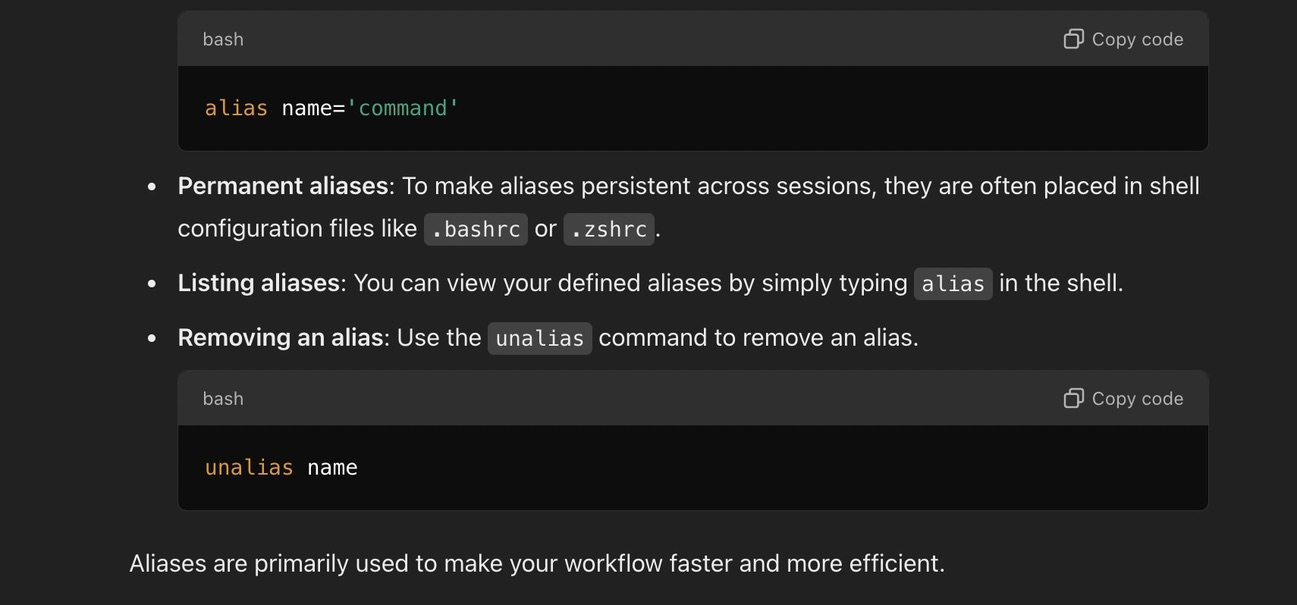 bash Copy code
alias name='command'
• Permanent aliases: To make aliases persistent across sessions, they are often placed in shell
configuration files like .bashrc or .zshrc.
• Listing aliases: You can view your defined aliases by simply typing alias in the shell.
• Removing an alias: Use the unalias command to remove an alias.
bash Copy code
unalias name
Aliases are primarily used to make your workflow faster and more efficient.